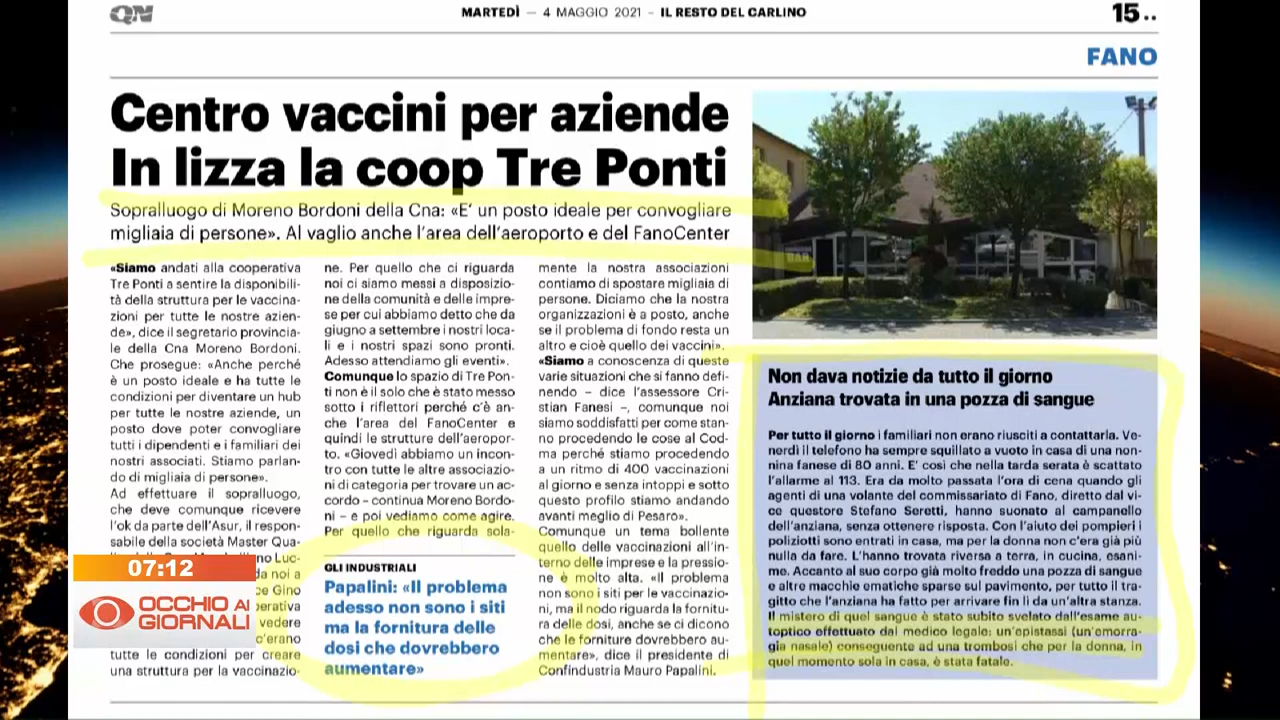 QN
MARTEDÌ — 4 MAGGIO 2021 – IL RESTO DEL CARLINO
15 ..
FANO
Centro vaccini per aziende
In lizza la coop Tre Ponti
Sopralluogo di Moreno Bordoni della Cna: «E' un posto ideale per convogliare
migliaia di persone». Al vaglio anche l'area dell'aeroporto e del FanoCenter
«Siamo andati alla cooperativa
Tre Ponti a sentire la disponibili-
tà della struttura per le vaccina-
zioni per tutte le nostre azien-
de», dice il segretario provincia-
le della Cna Moreno Bordoni.
Che prosegue: «Anche perché
è un posto ideale e ha tutte le
condizioni per diventare un hub
per tutte le nostre aziende, un
posto dove poter convogliare
tutti i dipendenti e i familiari dei
nostri associati. Stiamo parlan-
do di migliaia di persone».
Ad effettuare il sopralluogo,
che deve comunque ricevere
l'ok da parte dell'Asur, il respon-
sabile della società Master Qua-
no Luc-
da noi a
ce Gino
erativa
vedere
c'erano
tutte le condizioni per creare
una struttura per la vaccinazio-
ne. Per quello che ci riguarda
noi ci siamo messi a disposizio-
ne della comunità e delle impre-
se per cui abbiamo detto che da
giugno a settembre i nostri loca-
li e i nostri spazi sono pronti.
Adesso attendiamo gli eventi».
Comunque lo spazio di Tre Pon-
ti non è il solo che è stato messo
sotto i riflettori perché c'è an-
che l'area del FanoCenter e
quindi le strutture dell'aeropor-
to. «Giovedì abbiamo un incon-
tro con tutte le altre associazio-
ni di categoria per trovare un ac-
cordo – continua Moreno Bordo-
ni – e poi vediamo come agire.
Per quello che riguarda sola-
GLI INDUSTRIALI
Papalini: «Il problema
adesso non sono i siti
ma la fornitura delle
dosi che dovrebbero
aumentare»
mente la nostra associazioni
contiamo di spostare migliaia di
persone. Diciamo che la nostra
organizzazioni è a posto, anche
se il problema di fondo resta un
altro e cioè quello dei vaccini».
«Siamo a conoscenza di queste
varie situazioni che si fanno defi-
nendo – dice l'assessore Cri-
stian Fanesi –, comunque noi
siamo soddisfatti per come stan-
no procedendo le cose al Cod-
ma perché stiamo procedendo
a un ritmo di 400 vaccinazioni
al giorno e senza intoppi e sotto
questo profilo stiamo andando
avanti meglio di Pesaro».
Comunque un tema bollente
quello delle vaccinazioni all'in-
terno delle imprese e la pressio-
ne è molto alta. «Il problema
non sono i siti per le vaccinazio-
ni, ma il nodo riguarda la fornitu-
ra delle dosi, anche se ci dicono
che le forniture dovrebbero au-
mentare», dice il presidente di
Confindustria Mauro Papalini.
BAR
Non dava notizie da tutto il giorno
Anziana trovata in una pozza di sangue
Per tutto il giorno i familiari non erano riusciti a contattarla. Ve-
nerdì il telefono ha sempre squillato a vuoto in casa di una non-
nina fanese di 80 anni. E' così che nella tarda serata è scattato
l'allarme al 113. Era da molto passata l'ora di cena quando gli
agenti di una volante del commissariato di Fano, diretto dal vi-
ce questore Stefano Seretti, hanno suonato al campanello
dell'anziana, senza ottenere risposta. Con l'aiuto dei pompieri i
poliziotti sono entrati in casa, ma per la donna non c'era già più
nulla da fare. L'hanno trovata riversa a terra, in cucina, esani-
me. Accanto al suo corpo già molto freddo una pozza di sangue
e altre macchie ematiche sparse sul pavimento, per tutto il tra-
gitto che l'anziana ha fatto per arrivare fin lì da un'altra stanza.
Il mistero di quel sangue è stato subito svelato dall'esame au-
toptico effettuato dal medico legale: un'epistassi (un'emorra-
gia nasale) conseguente ad una trombosi che per la donna, in
quel momento sola in casa, è stata fatale.
07:12
OCCHIO AI
GIORNALI